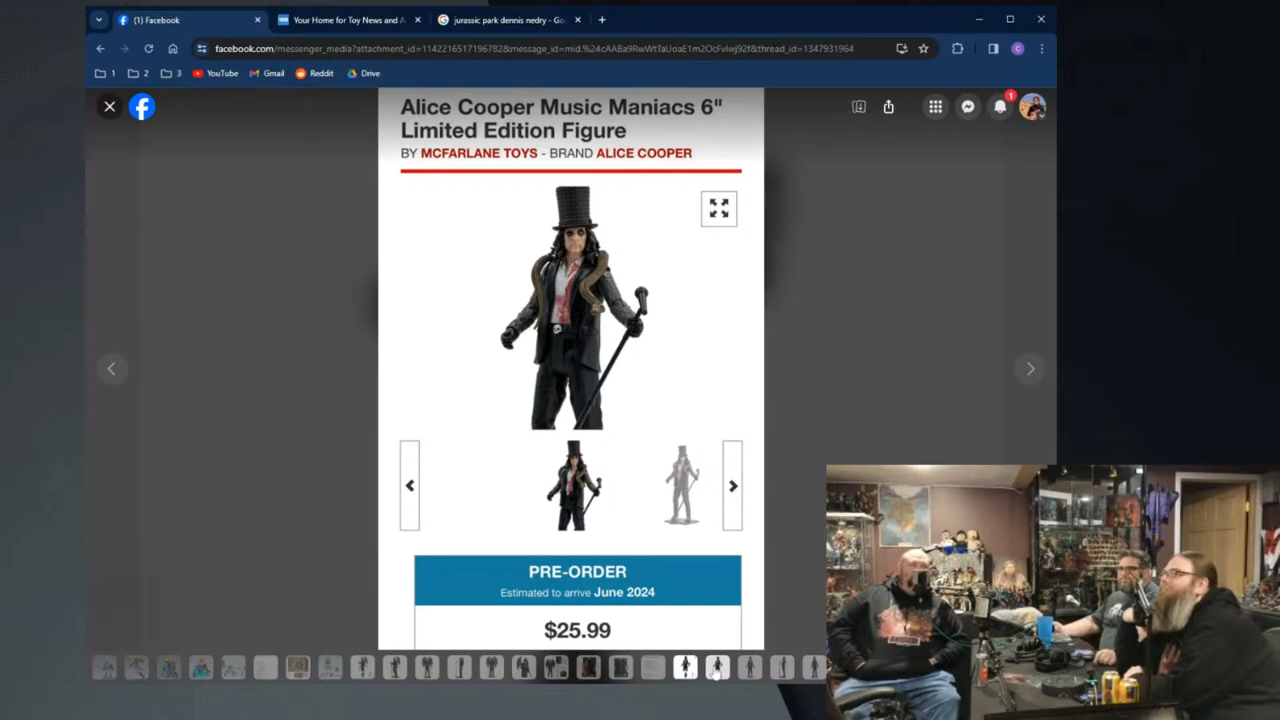 (1) Facebook
Your Home for Toy News and A
jurassic park dennis nedry - Go
facebook.com/messenger_media?attachment_id=1142216517196782&message_id=mid.%24cAABa9RwWtTaUoaE1m2OcFvIwj92f&thread_id=1347931964
1
2
3
YouTube
Gmail
Reddit
Drive
C
1
Alice Cooper Music Maniacs 6"
Limited Edition Figure
BY MCFARLANE TOYS - BRAND ALICE COOPER
PRE-ORDER
Estimated to arrive June 2024
$25.99